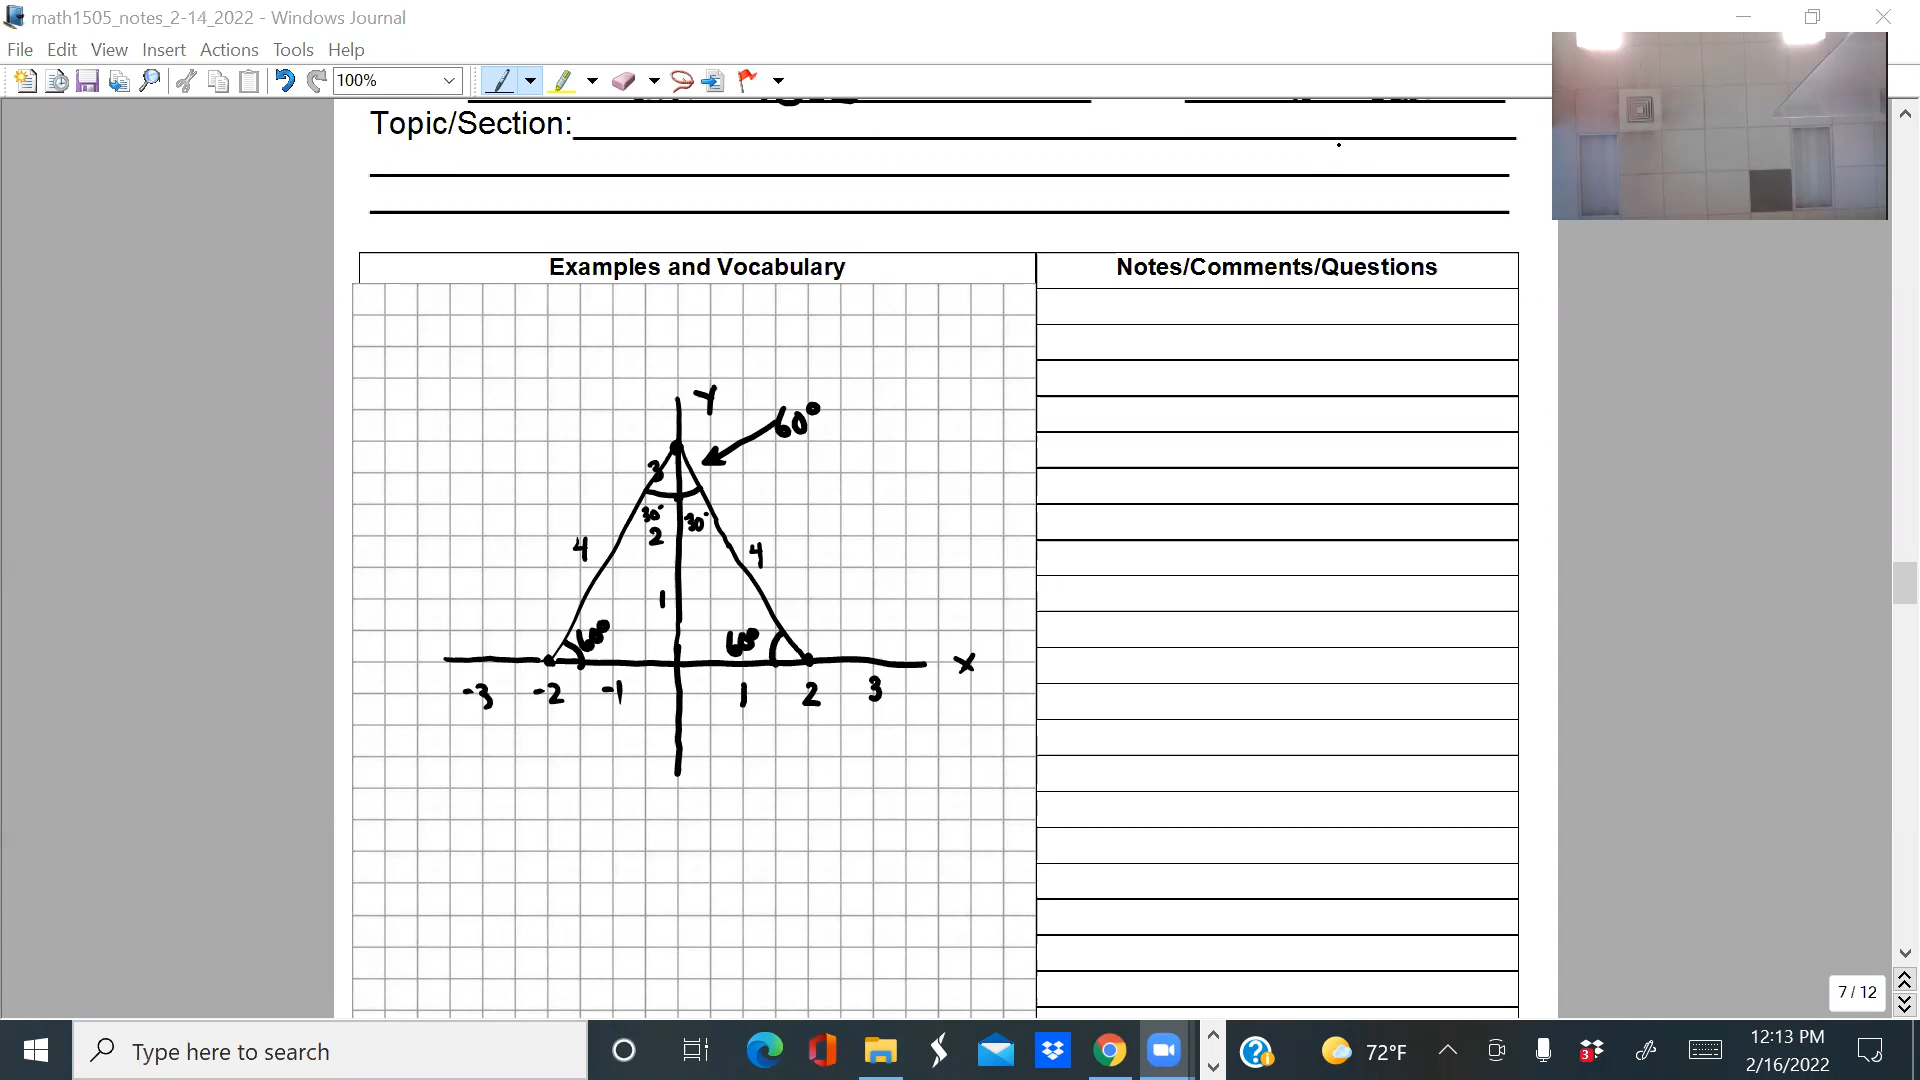 math1505_notes_2-14_2022 - Windows Journal
File Edit View Insert Actions Tools Help
100%
Topic/Section:
Examples and Vocabulary Notes/Comments/Questions
Y
60°
3
30° 30°
2
4 4
1
60° 60°
x
-3 -2 -1 1 2 3
7 / 12
Type here to search
3
72°F
12:13 PM
2/16/2022